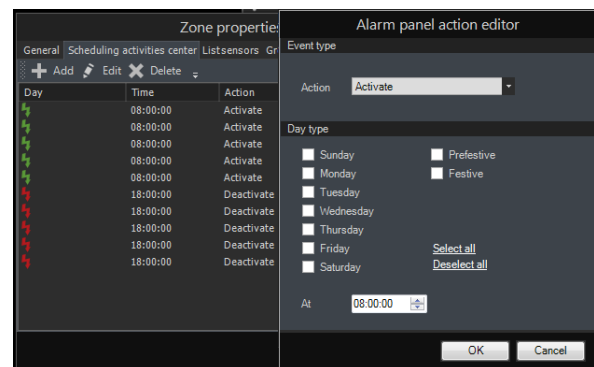 Zone properties
General Scheduling activities center Listsensors Gr
Add Edit Delete
Day Time Action
08:00:00 Activate
08:00:00 Activate
08:00:00 Activate
08:00:00 Activate
08:00:00 Activate
18:00:00 Deactivate
18:00:00 Deactivate
18:00:00 Deactivate
18:00:00 Deactivate
18:00:00 Deactivate
Alarm panel action editor
Event type
Action Activate
Day type
Sunday Prefestive
Monday Festive
Tuesday
Wednesday
Thursday
Friday Select all
Saturday Deselect all
At 08:00:00
OK Cancel